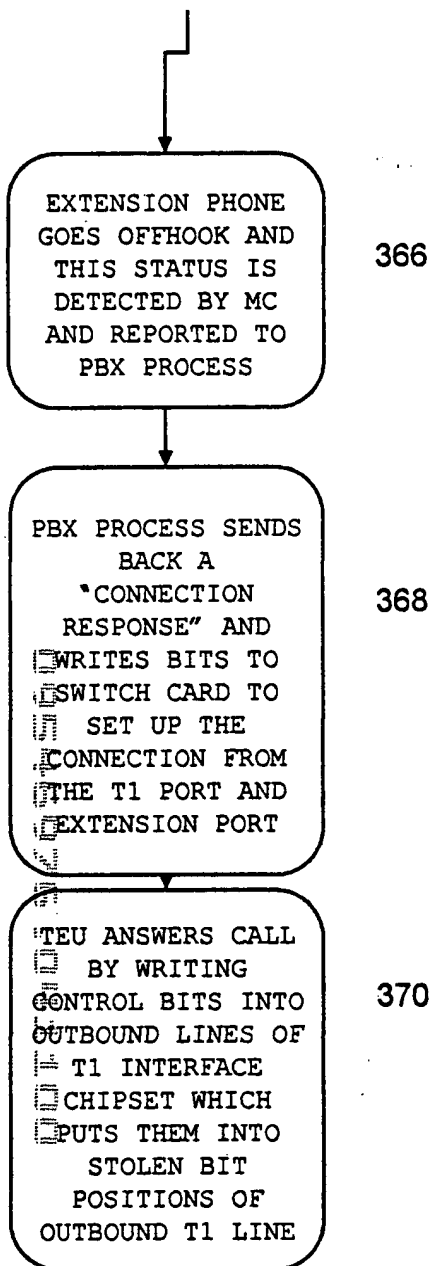 EXTENSION PHONE
GOES OFFHOOK AND
THIS STATUS IS
DETECTED BY MC
AND REPORTED TO
PBX PROCESS
366
PBX PROCESS SENDS
BACK A
‟CONNECTION
RESPONSE” AND
WRITES BITS TO
SWITCH CARD TO
SET UP THE
CONNECTION FROM
THE T1 PORT AND
EXTENSION PORT
368
TEU ANSWERS CALL
BY WRITING
CONTROL BITS INTO
OUTBOUND LINES OF
T1 INTERFACE
CHIPSET WHICH
PUTS THEM INTO
STOLEN BIT
POSITIONS OF
OUTBOUND T1 LINE
370